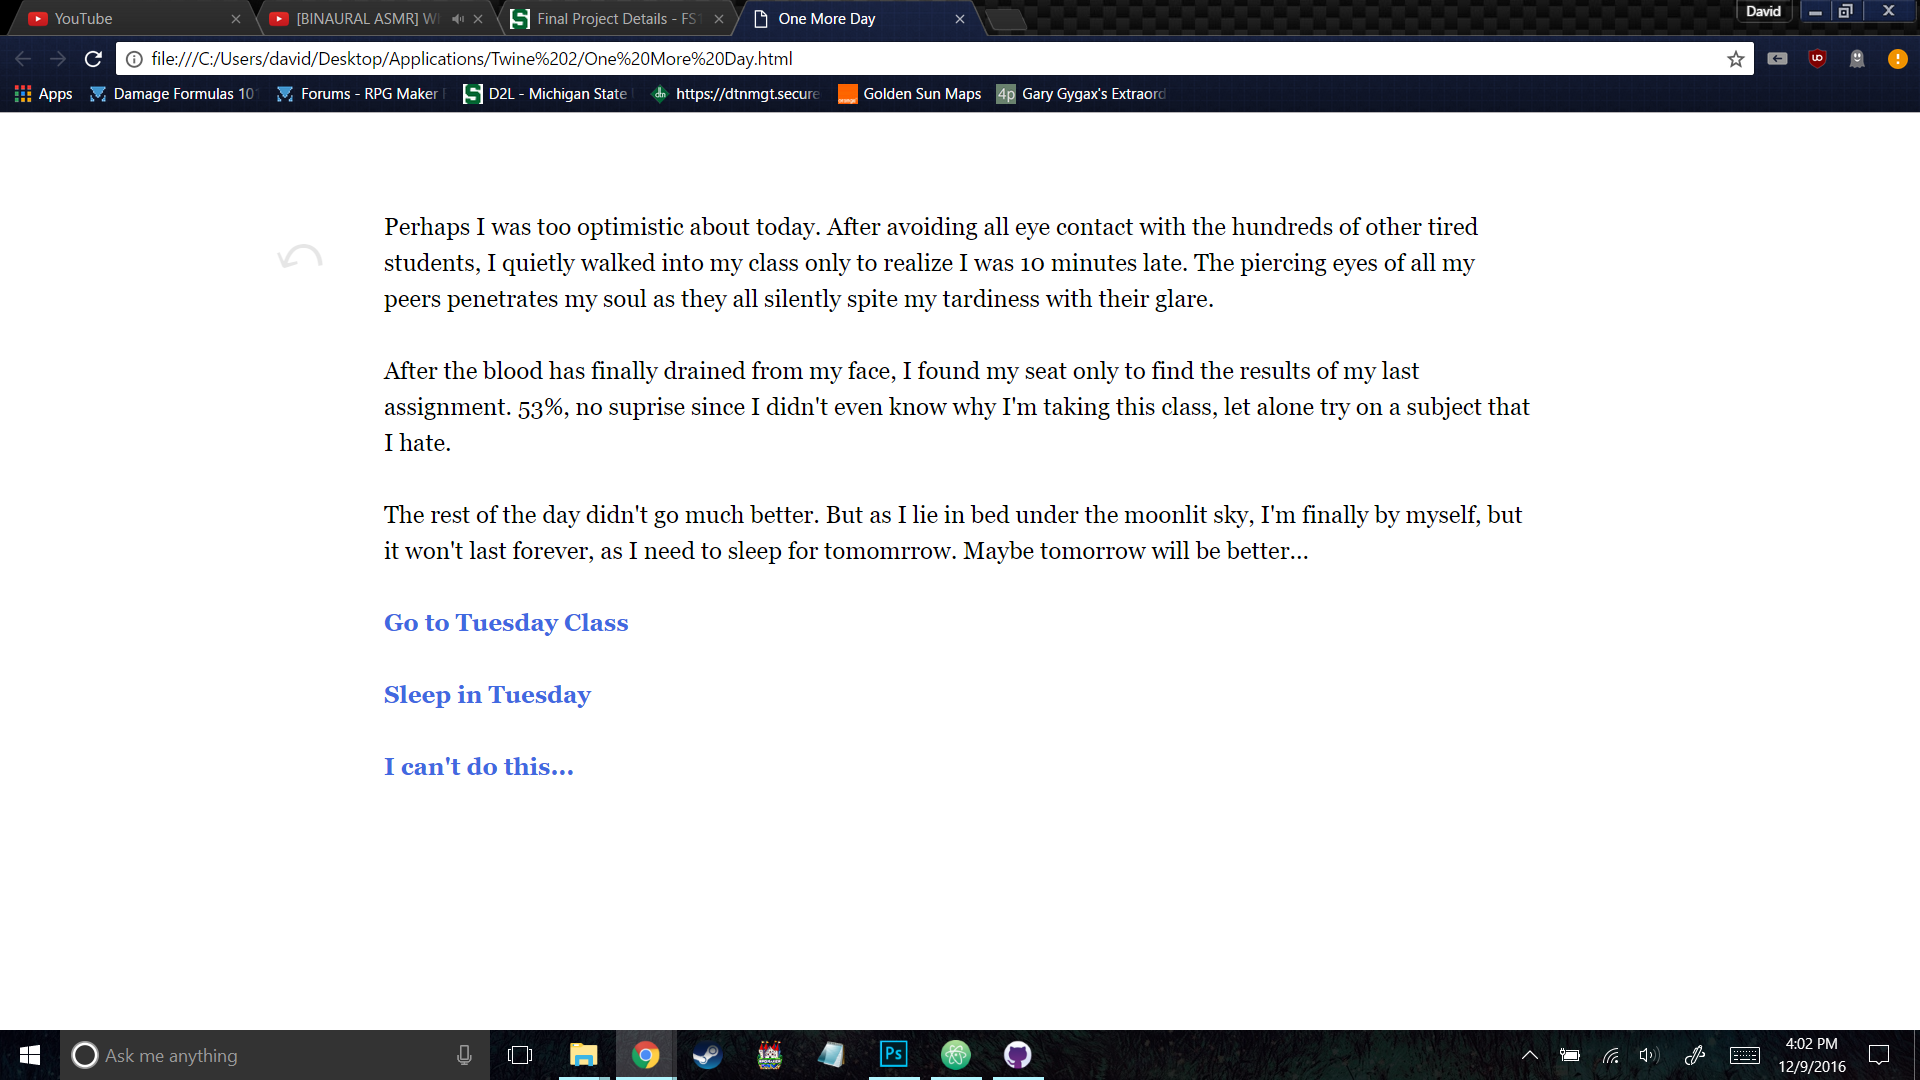 YouTube
[BINAURAL ASMR] W
Final Project Details - FS1
One More Day
David
file:///C:/Users/david/Desktop/Applications/Twine%202/One%20More%20Day.html
Apps
Damage Formulas 10
Forums - RPG Maker
D2L - Michigan State
dtn
https://dtnmgt.secure
Golden Sun Maps
4p
Gary Gygax's Extraord
Perhaps I was too optimistic about today. After avoiding all eye contact with the hundreds of other tired
students, I quietly walked into my class only to realize I was 10 minutes late. The piercing eyes of all my
peers penetrates my soul as they all silently spite my tardiness with their glare.
After the blood has finally drained from my face, I found my seat only to find the results of my last
assignment. 53%, no suprise since I didn't even know why I'm taking this class, let alone try on a subject that
I hate.
The rest of the day didn't go much better. But as I lie in bed under the moonlit sky, I'm finally by myself, but
it won't last forever, as I need to sleep for tomomrrow. Maybe tomorrow will be better...
Go to Tuesday Class
Sleep in Tuesday
I can't do this...
Ask me anything
Ps
4:02 PM
12/9/2016